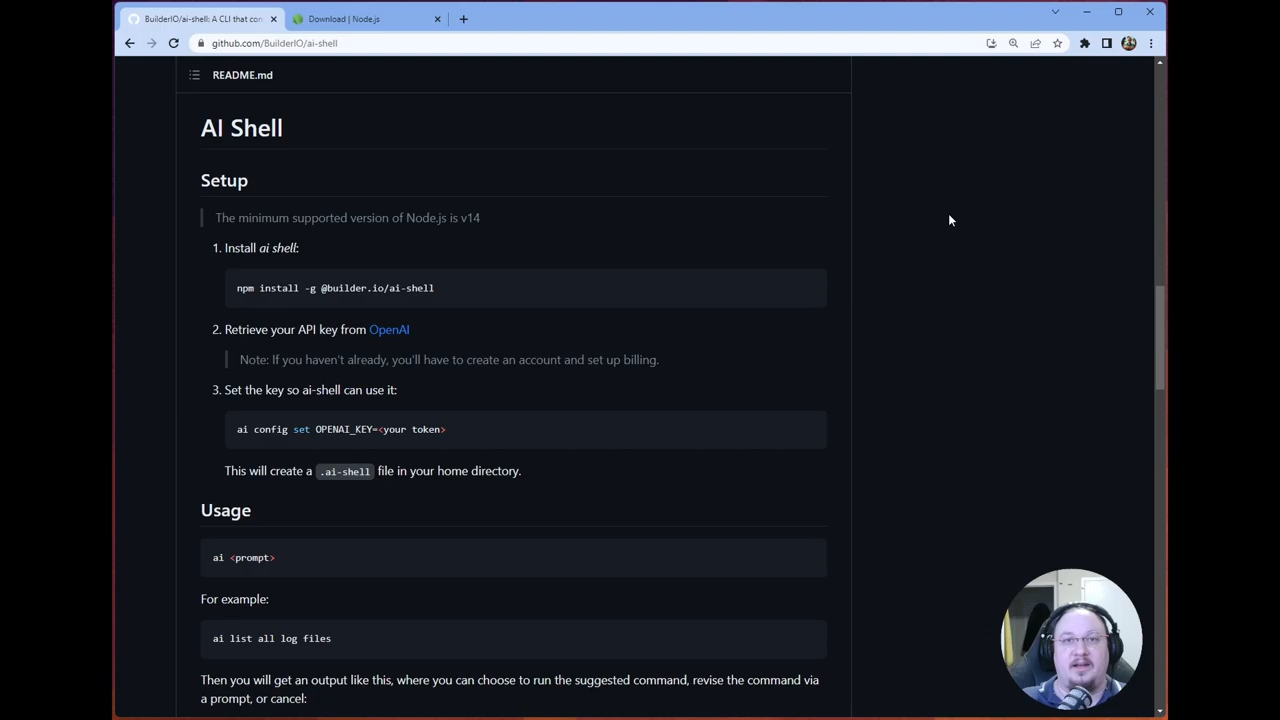 BuilderIO/ai-shell: A CLI that con
Download | Node.js
github.com/BuilderIO/ai-shell
README.md
AI Shell
Setup
The minimum supported version of Node.js is v14
1. Install ai shell:
npm install -g @builder.io/ai-shell
2. Retrieve your API key from OpenAI
Note: If you haven't already, you'll have to create an account and set up billing.
3. Set the key so ai-shell can use it:
ai config set OPENAI_KEY=<your token>
This will create a .ai-shell file in your home directory.
Usage
ai <prompt>
For example:
ai list all log files
Then you will get an output like this, where you can choose to run the suggested command, revise the command via
a prompt, or cancel: